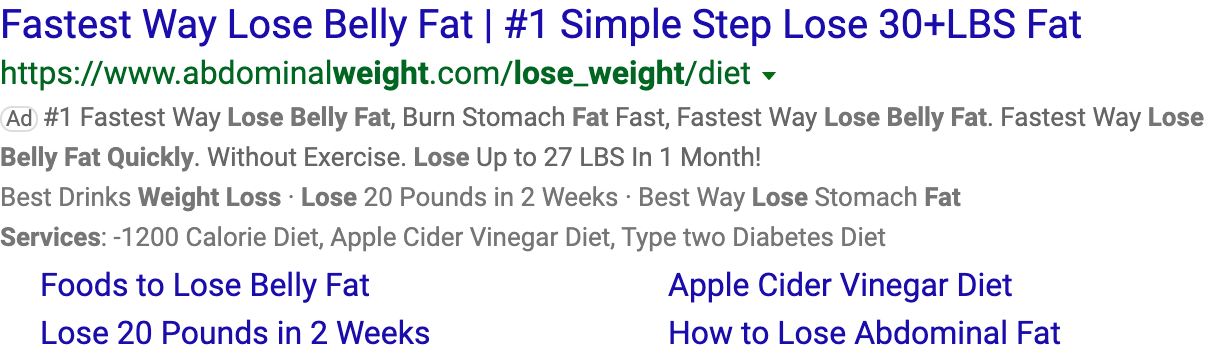 Fastest Way Lose Belly Fat | #1 Simple Step Lose 30+LBS Fat
https://www.abdominalweight.com/lose_weight/diet
Ad #1 Fastest Way Lose Belly Fat, Burn Stomach Fat Fast, Fastest Way Lose Belly Fat. Fastest Way Lose
Belly Fat Quickly. Without Exercise. Lose Up to 27 LBS In 1 Month!
Best Drinks Weight Loss · Lose 20 Pounds in 2 Weeks · Best Way Lose Stomach Fat
Services: -1200 Calorie Diet, Apple Cider Vinegar Diet, Type two Diabetes Diet
Foods to Lose Belly Fat
Apple Cider Vinegar Diet
Lose 20 Pounds in 2 Weeks
How to Lose Abdominal Fat